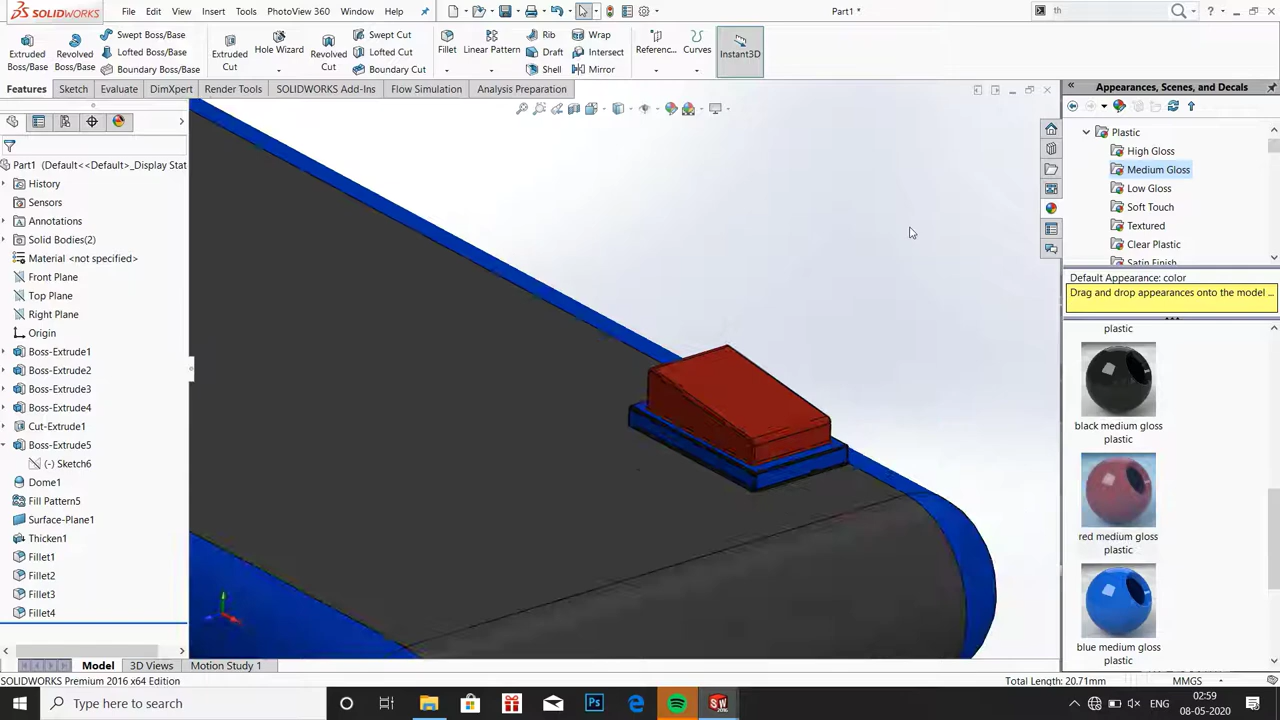 SOLIDWORKS File Edit View Insert Tools PhotoView 360 Window Help Part1 * th
Extruded Boss/Base
Revolved Boss/Base
Swept Boss/Base
Lofted Boss/Base
Boundary Boss/Base
Extruded Cut
Hole Wizard
Revolved Cut
Swept Cut
Lofted Cut
Boundary Cut
Fillet
Linear Pattern
Rib
Draft
Shell
Wrap
Intersect
Mirror
Referenc...
Curves
Instant3D
Features Sketch Evaluate DimXpert Render Tools SOLIDWORKS Add-Ins Flow Simulation Analysis Preparation
Part1 (Default<<Default>_Display Stat
History
Sensors
Annotations
Solid Bodies(2)
Material <not specified>
Front Plane
Top Plane
Right Plane
Origin
Boss-Extrude1
Boss-Extrude2
Boss-Extrude3
Boss-Extrude4
Cut-Extrude1
Boss-Extrude5
(-) Sketch6
Dome1
Fill Pattern5
Surface-Plane1
Thicken1
Fillet1
Fillet2
Fillet3
Fillet4
Appearances, Scenes, and Decals
Plastic
High Gloss
Medium Gloss
Low Gloss
Soft Touch
Textured
Clear Plastic
Satin Finish
Default Appearance: color
Drag and drop appearances onto the model ...
plastic
black medium gloss
plastic
red medium gloss
plastic
blue medium gloss
plastic
Model 3D Views Motion Study 1
SOLIDWORKS Premium 2016 x64 Edition Total Length: 20.71mm MMGS
Type here to search
Ps
SW
2016
ENG
02:59
08-05-2020